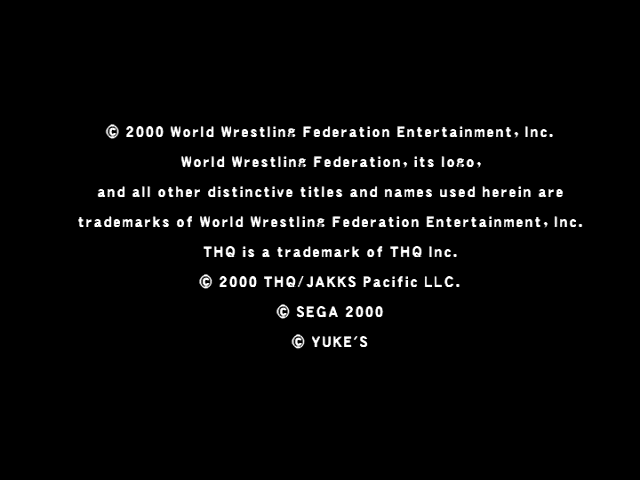 © 2000 World Wrestling Federation Entertainment, Inc.
World Wrestling Federation, its logo,
and all other distinctive titles and names used herein are
trademarks of World Wrestling Federation Entertainment, Inc.
THQ is a trademark of THQ Inc.
© 2000 THQ/JAKKS Pacific LLC.
© SEGA 2000
© YUKE'S